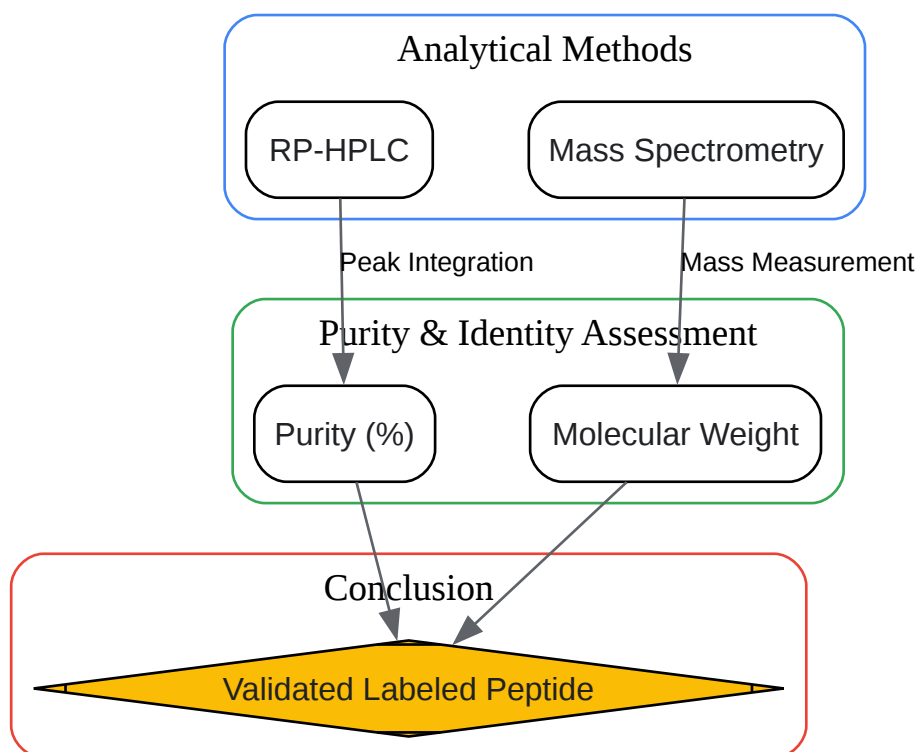 Analytical Methods
RP-HPLC
Mass Spectrometry
Peak Integration
Mass Measurement
Purity & Identity Assessment
Purity (%)
Molecular Weight
Conclusion
Validated Labeled Peptide